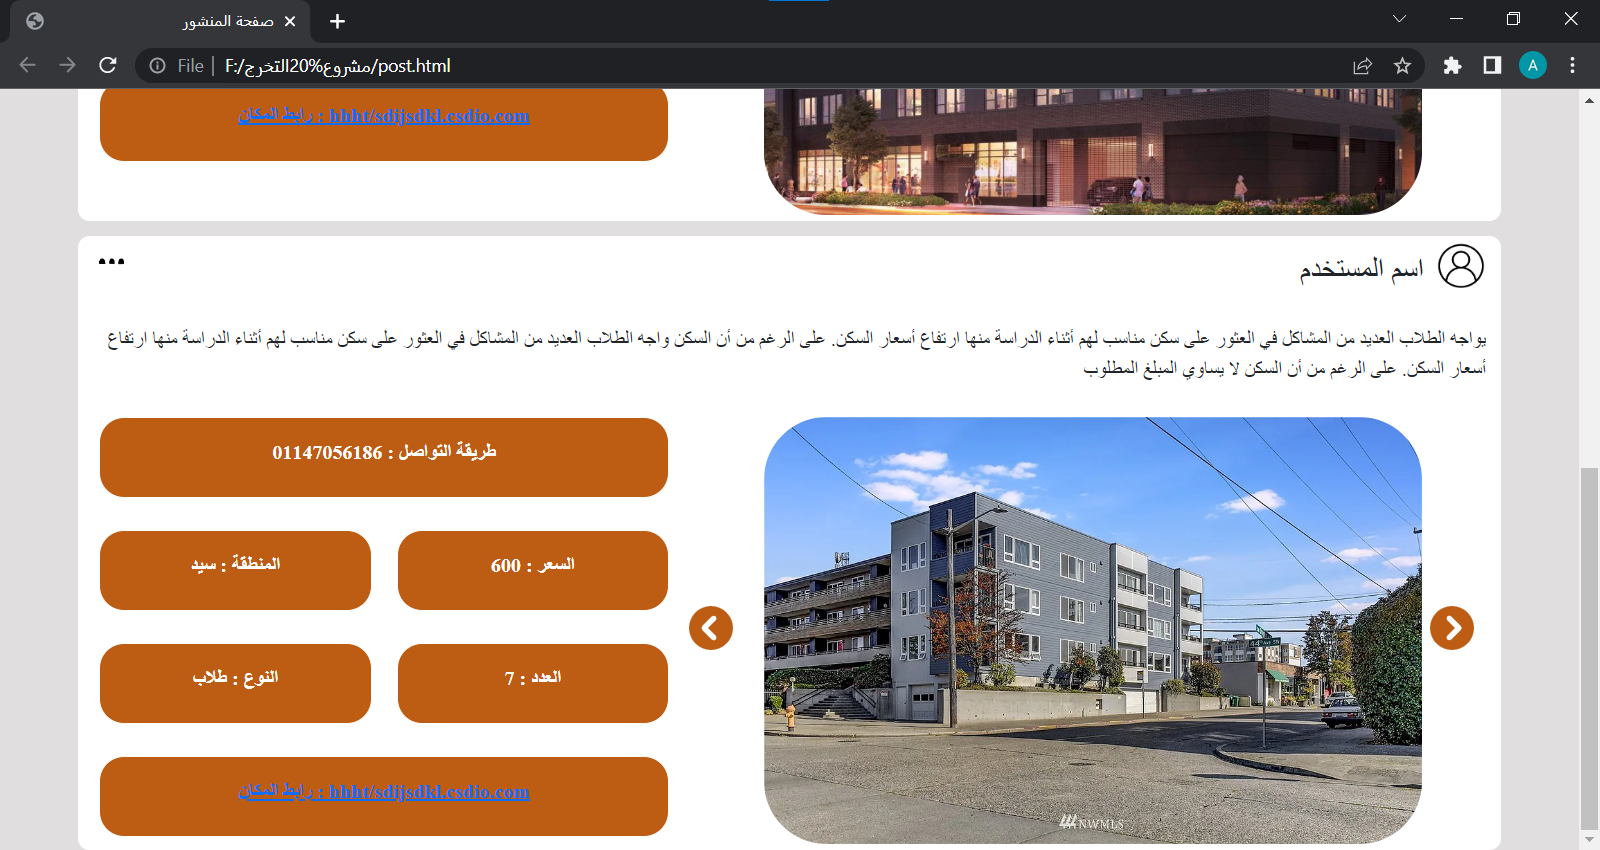 صفحة المنشور
File | F:/مشروع%20التخرج/post.html
A
رابط المكان : hhht/sdijsdkl.csdio.com
اسم المستخدم
يواجه الطلاب العديد من المشاكل في العثور على سكن مناسب لهم أثناء الدراسة منها ارتفاع أسعار السكن. على الرغم من أن السكن واجه الطلاب العديد من المشاكل في العثور على سكن مناسب لهم أثناء الدراسة منها ارتفاع
أسعار السكن. على الرغم من أن السكن لا يساوي المبلغ المطلوب
طريقة التواصل : 01147056186
السعر : 600
المنطقة : سيد
العدد : 7
النوع : طلاب
رابط المكان : hhht/sdijsdkl.csdio.com
NWMLS